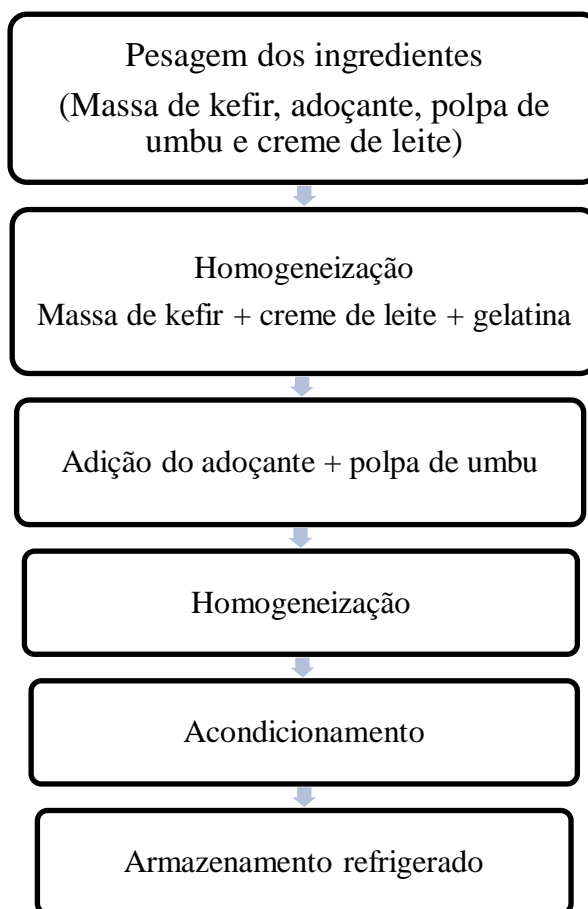 Pesagem dos ingredientes
(Massa de kefir, adoçante, polpa de
umbu e creme de leite)
Homogeneização
Massa de kefir + creme de leite + gelatina
Adição do adoçante + polpa de umbu
Homogeneização
Acondicionamento
Armazenamento refrigerado